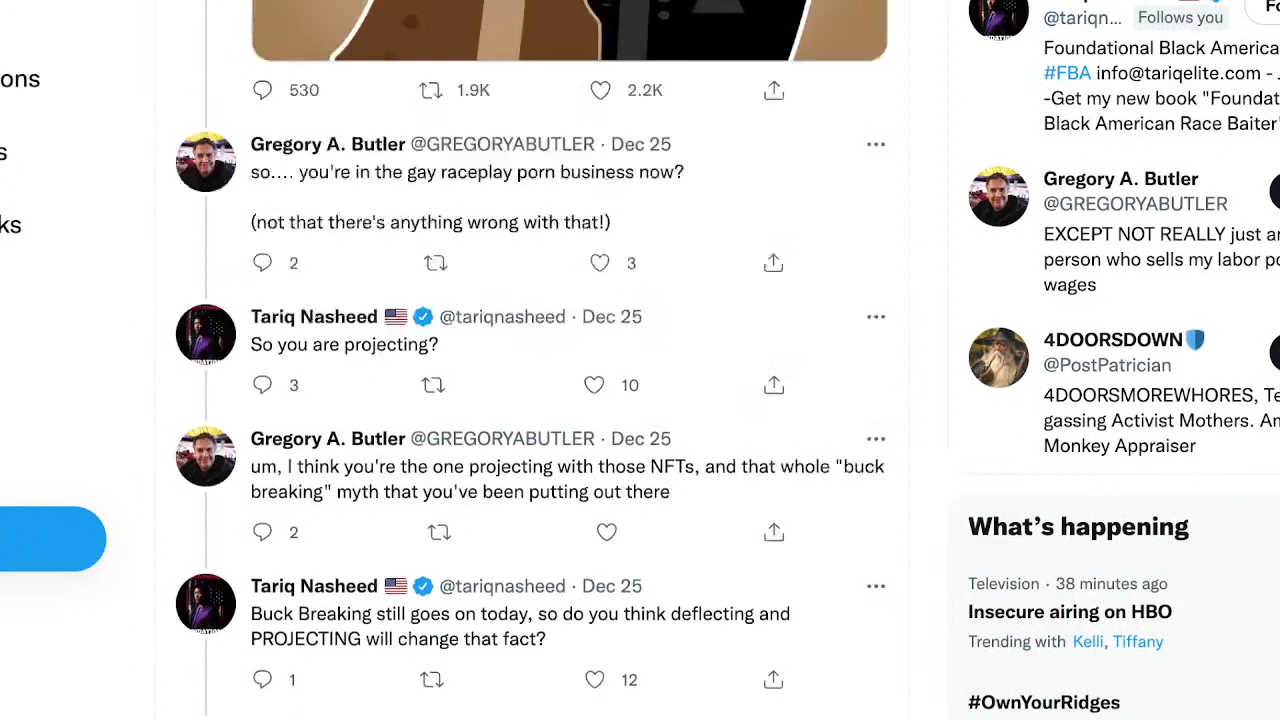 ons
s
ks
530 1.9K 2.2K
Gregory A. Butler @GREGORYABUTLER · Dec 25
so.... you're in the gay raceplay porn business now?
(not that there's anything wrong with that!)
2 3
Tariq Nasheed @tariqnasheed · Dec 25
So you are projecting?
3 10
Gregory A. Butler @GREGORYABUTLER · Dec 25
um, I think you're the one projecting with those NFTs, and that whole "buck
breaking" myth that you've been putting out there
2
Tariq Nasheed @tariqnasheed · Dec 25
Buck Breaking still goes on today, so do you think deflecting and
PROJECTING will change that fact?
1 12
@tariqn... Follows you
Foundational Black America
#FBA info@tariqelite.com -
-Get my new book "Foundat
Black American Race Baiter'
Gregory A. Butler
@GREGORYABUTLER
EXCEPT NOT REALLY just a
person who sells my labor p
wages
4DOORSDOWN
@PostPatrician
4DOORSMOREWHORES, Te
gassing Activist Mothers. A
Monkey Appraiser
What's happening
Television · 38 minutes ago
Insecure airing on HBO
Trending with Kelli, Tiffany
#OwnYourRidges